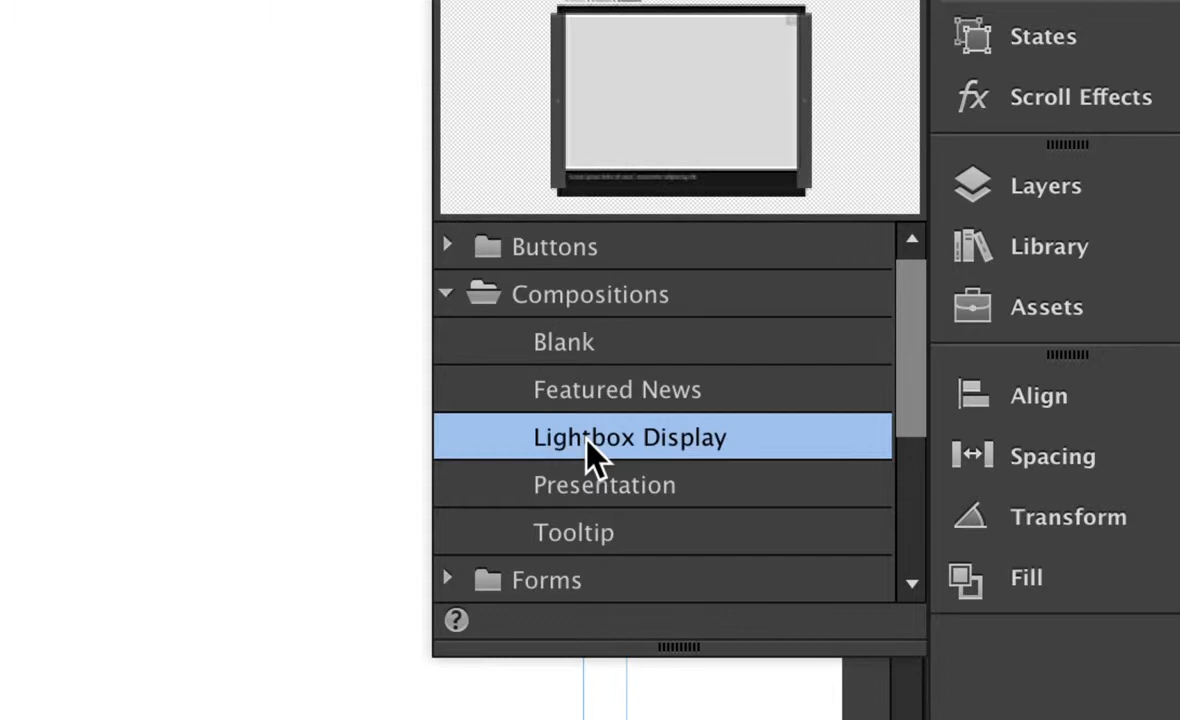 States
Scroll Effects
Layers
Library
Assets
Align
Spacing
Transform
Fill
Buttons
Compositions
Blank
Featured News
Lightbox Display
Presentation
Tooltip
Forms
?